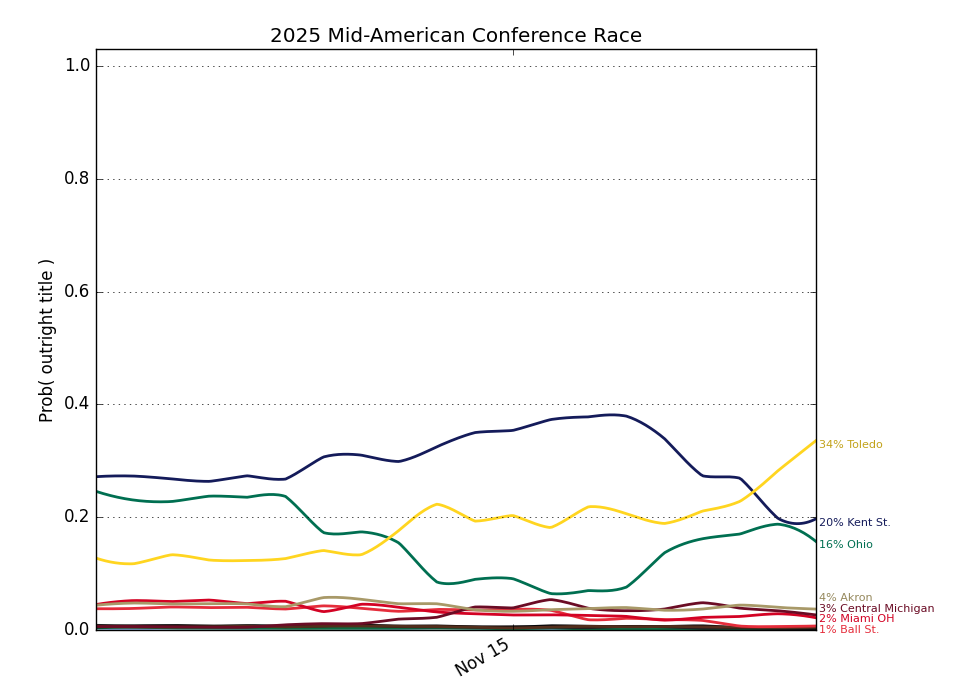 2025 Mid-American Conference Race
1.0
0.8
0.6
0.4
0.2
0.0
Prob( outright title )
Nov 15
34% Toledo
20% Kent St.
16% Ohio
4% Akron
3% Central Michigan
2% Miami OH
1% Ball St.